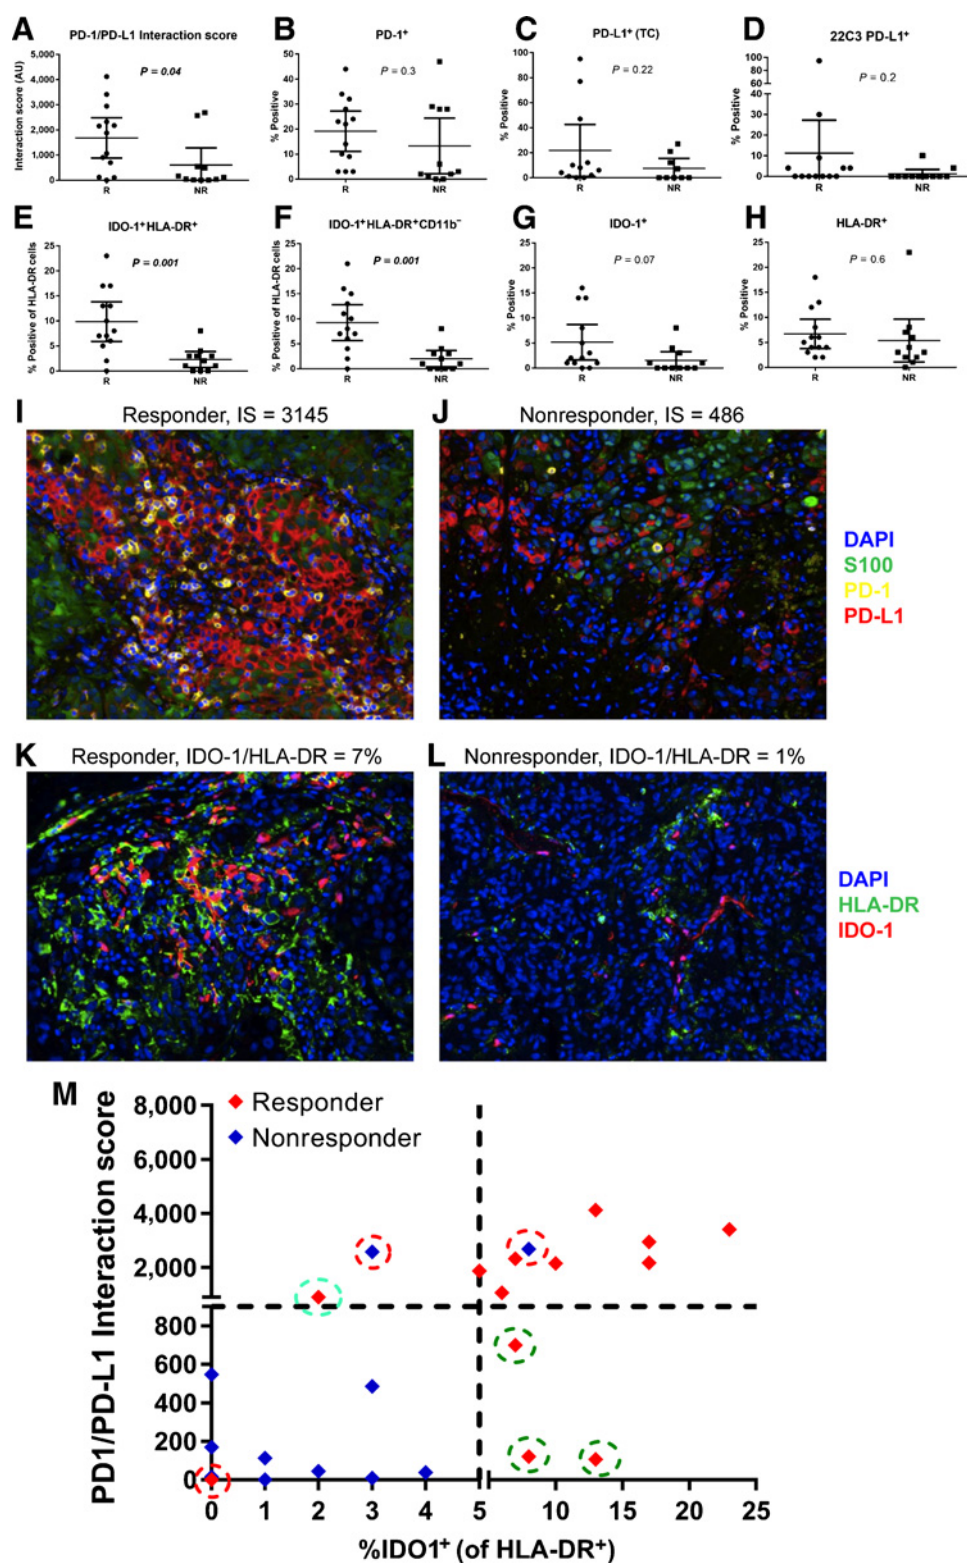 A
PD-1/PD-L1 Interaction score
Interaction score (AU)
5,000
4,000
3,000
2,000
1,000
0
P = 0.04
R
NR
B
PD-1+
% Positive
50
40
30
20
10
0
P = 0.3
R
NR
C
PD-L1+ (TC)
% Positive
100
80
60
40
20
0
P = 0.22
R
NR
D
22C3 PD-L1+
% Positive
100
80
60
40
30
20
10
0
P = 0.2
R
NR
E
IDO-1+HLA-DR+
% Positive of HLA-DR cells
25
20
15
10
5
0
P = 0.001
R
NR
F
IDO-1+HLA-DR+CD11b−
% Positive of HLA-DR cells
25
20
15
10
5
0
P = 0.001
R
NR
G
IDO-1+
% Positive
25
20
15
10
5
0
P = 0.07
R
NR
H
HLA-DR+
% Positive
25
20
15
10
5
0
P = 0.6
R
NR
I
Responder, IS = 3145
J
Nonresponder, IS = 486
DAPI
S100
PD-1
PD-L1
K
Responder, IDO-1/HLA-DR = 7%
L
Nonresponder, IDO-1/HLA-DR = 1%
DAPI
HLA-DR
IDO-1
M
PD1/PD-L1 Interaction score
8,000
6,000
4,000
2,000
800
600
400
200
0
Responder
Nonresponder
0 1 2 3 4 5 10 15 20 25
%IDO1+ (of HLA-DR+)